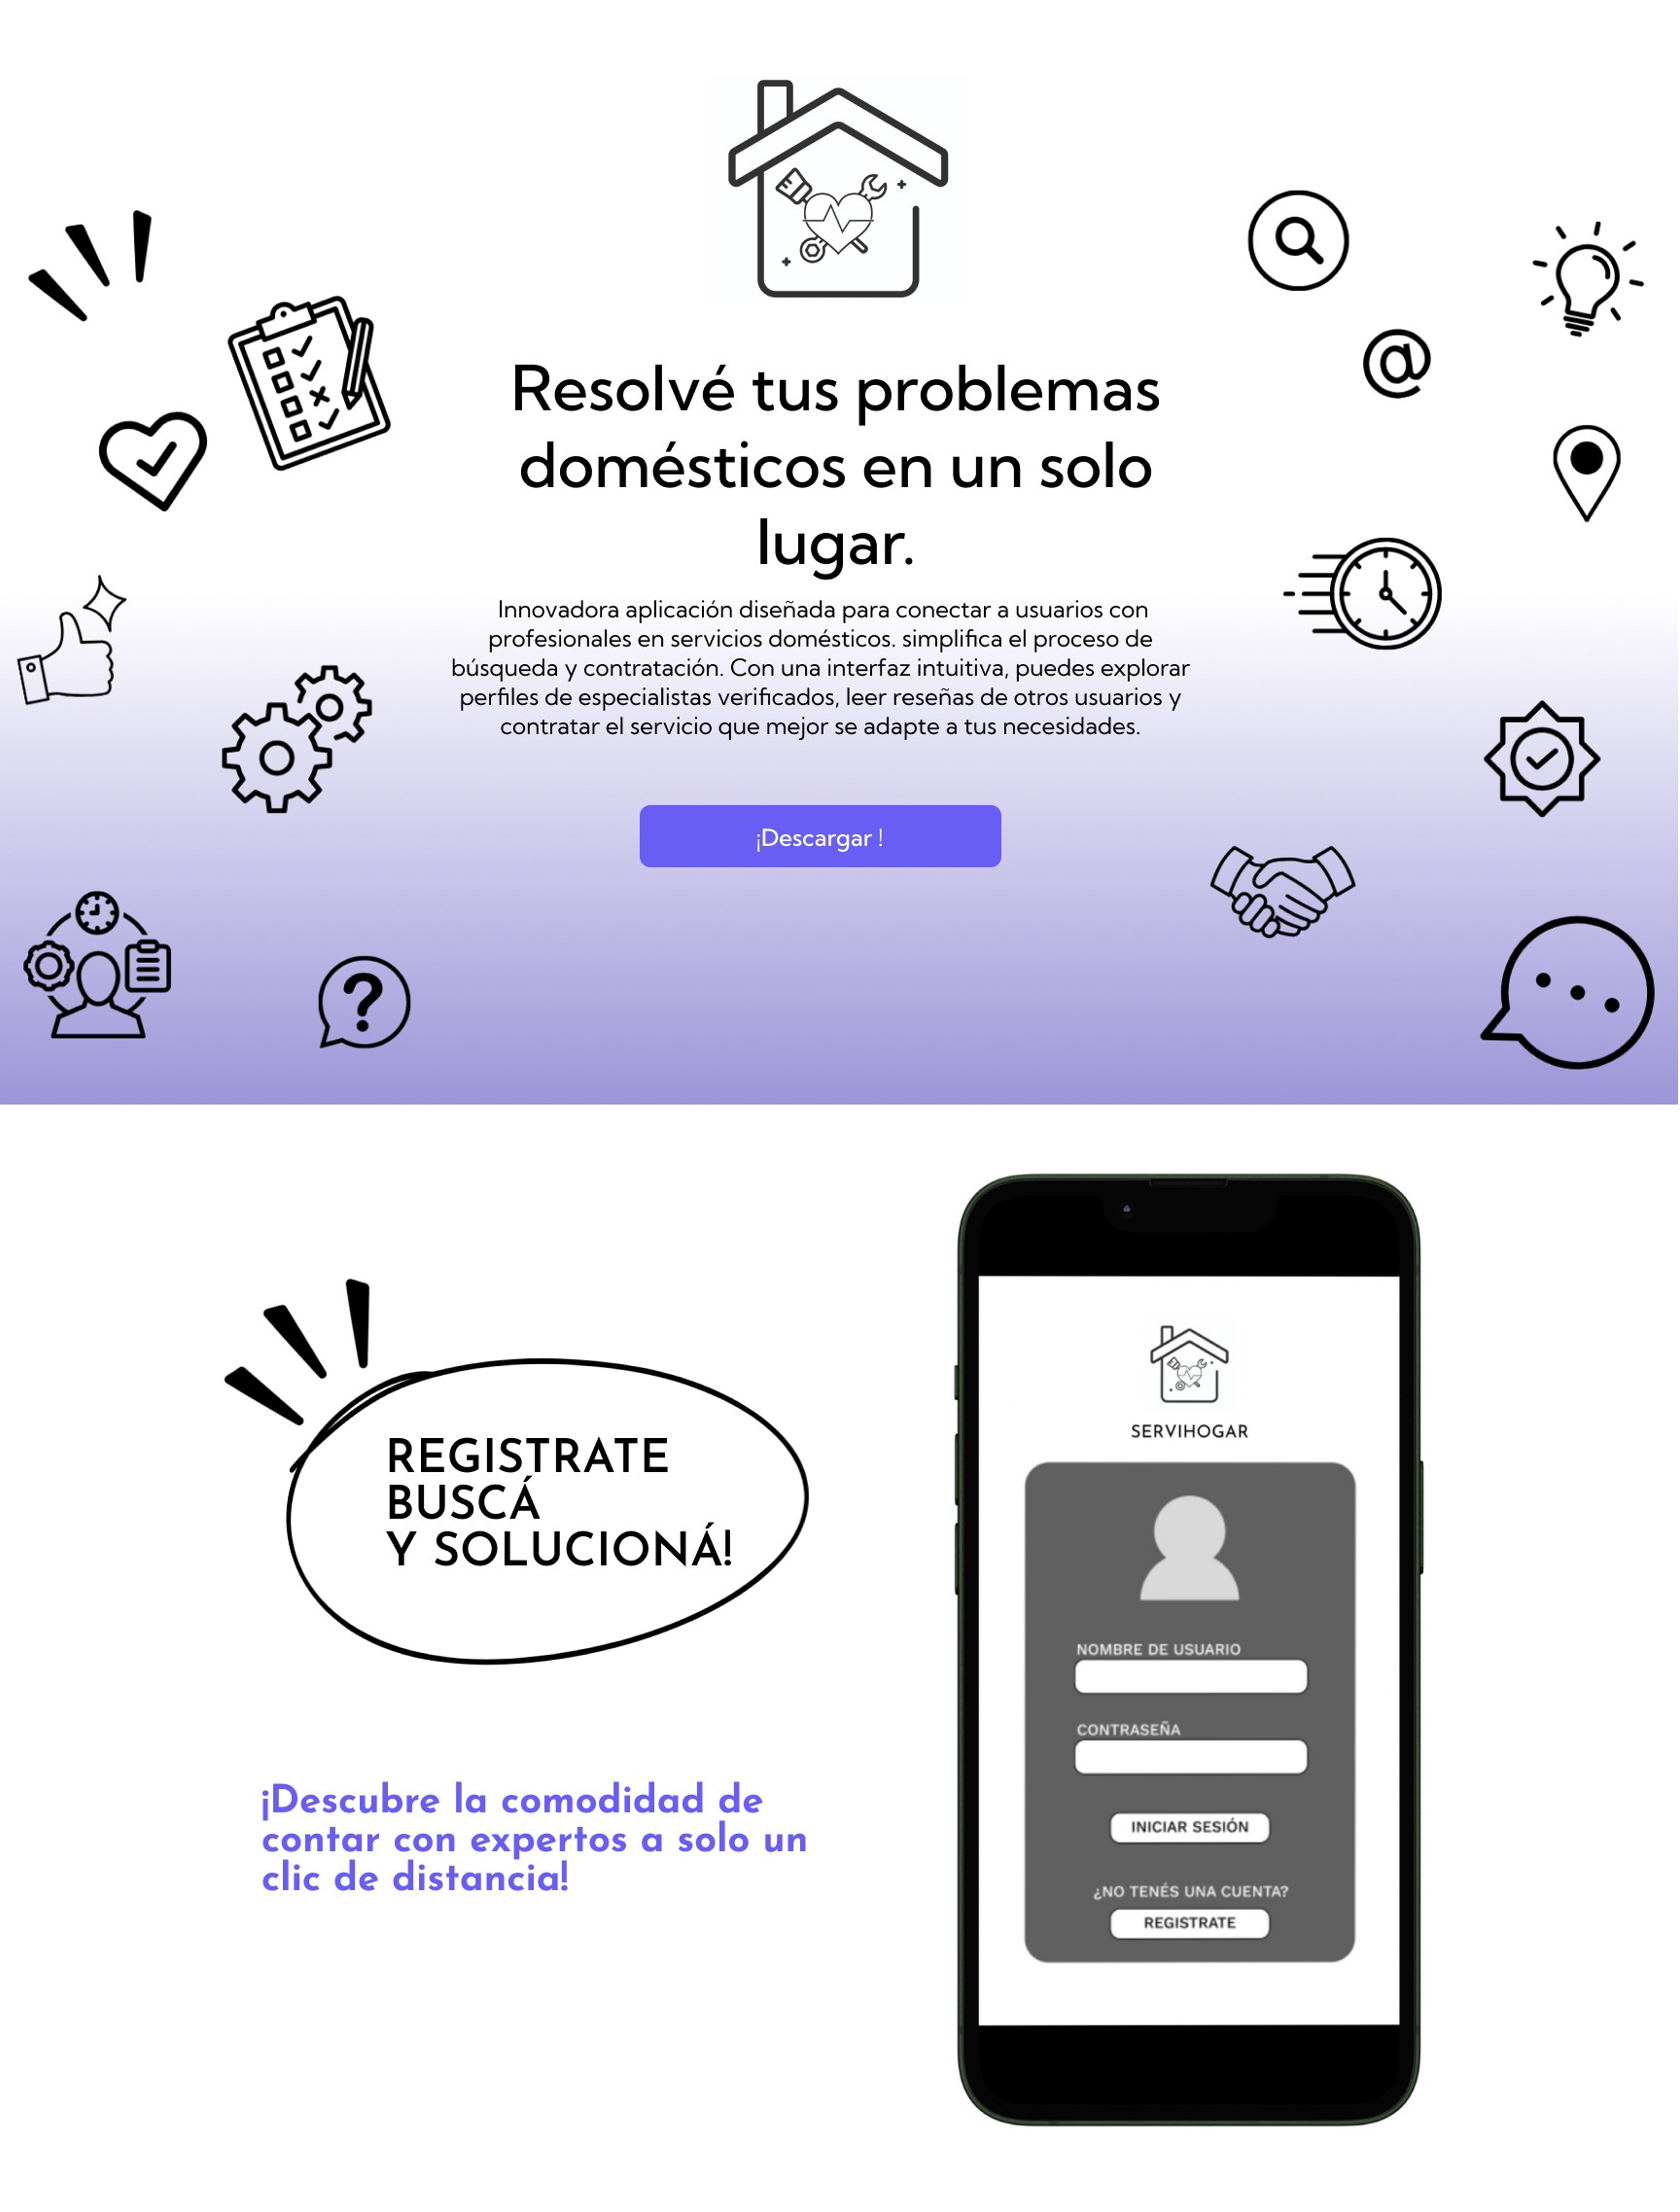 Resolvé tus problemas
domésticos en un solo
lugar.
Innovadora aplicación diseñada para conectar a usuarios con
profesionales en servicios domésticos. simplifica el proceso de
búsqueda y contratación. Con una interfaz intuitiva, puedes explorar
perfiles de especialistas verificados, leer reseñas de otros usuarios y
contratar el servicio que mejor se adapte a tus necesidades.
¡Descargar !
REGISTRATE
BUSCÁ
Y SOLUCIONÁ!
¡Descubre la comodidad de
contar con expertos a solo un
clic de distancia!
SERVIHOGAR
NOMBRE DE USUARIO
CONTRASEÑA
INICIAR SESIÓN
¿NO TENÉS UNA CUENTA?
REGISTRATE